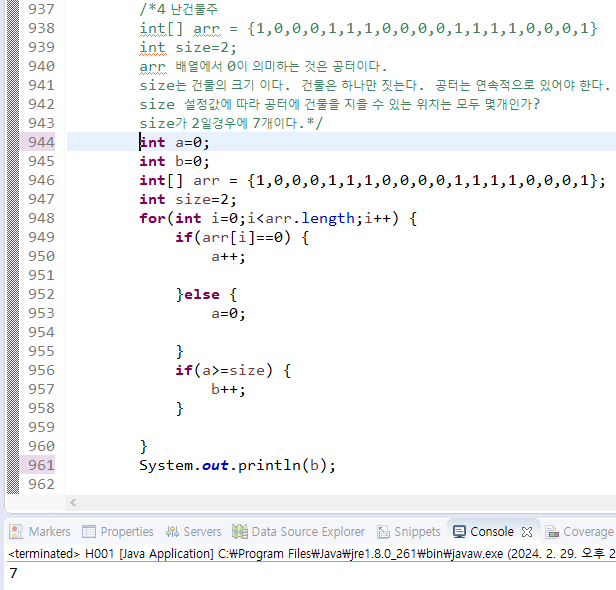 937 /*4 난건물주
938 int[] arr = {1,0,0,0,1,1,1,0,0,0,0,1,1,1,1,0,0,0,1}
939 int size=2;
940 arr 배열에서 0이 의미하는 것은 공터이다.
941 size는 건물의 크기 이다. 건물은 하나만 짓는다. 공터는 연속적으로 있어야 한다.
942 size 설정값에 따라 공터에 건물을 지을 수 있는 위치는 모두 몇개인가?
943 size가 2일경우에 7개이다.*/
944 int a=0;
945 int b=0;
946 int[] arr = {1,0,0,0,1,1,1,0,0,0,0,1,1,1,1,0,0,0,1};
947 int size=2;
948 for(int i=0;i<arr.length;i++) {
949 if(arr[i]==0) {
950 a++;
951
952 }else {
953 a=0;
954
955 }
956 if(a>=size) {
957 b++;
958 }
959
960 }
961 System.out.println(b);
962
Markers Properties Servers Data Source Explorer Snippets Console Coverage
<terminated> H001 [Java Application] C:₩Program Files₩Java₩jre1.8.0_261₩bin₩javaw.exe (2024. 2. 29. 오후 2
7